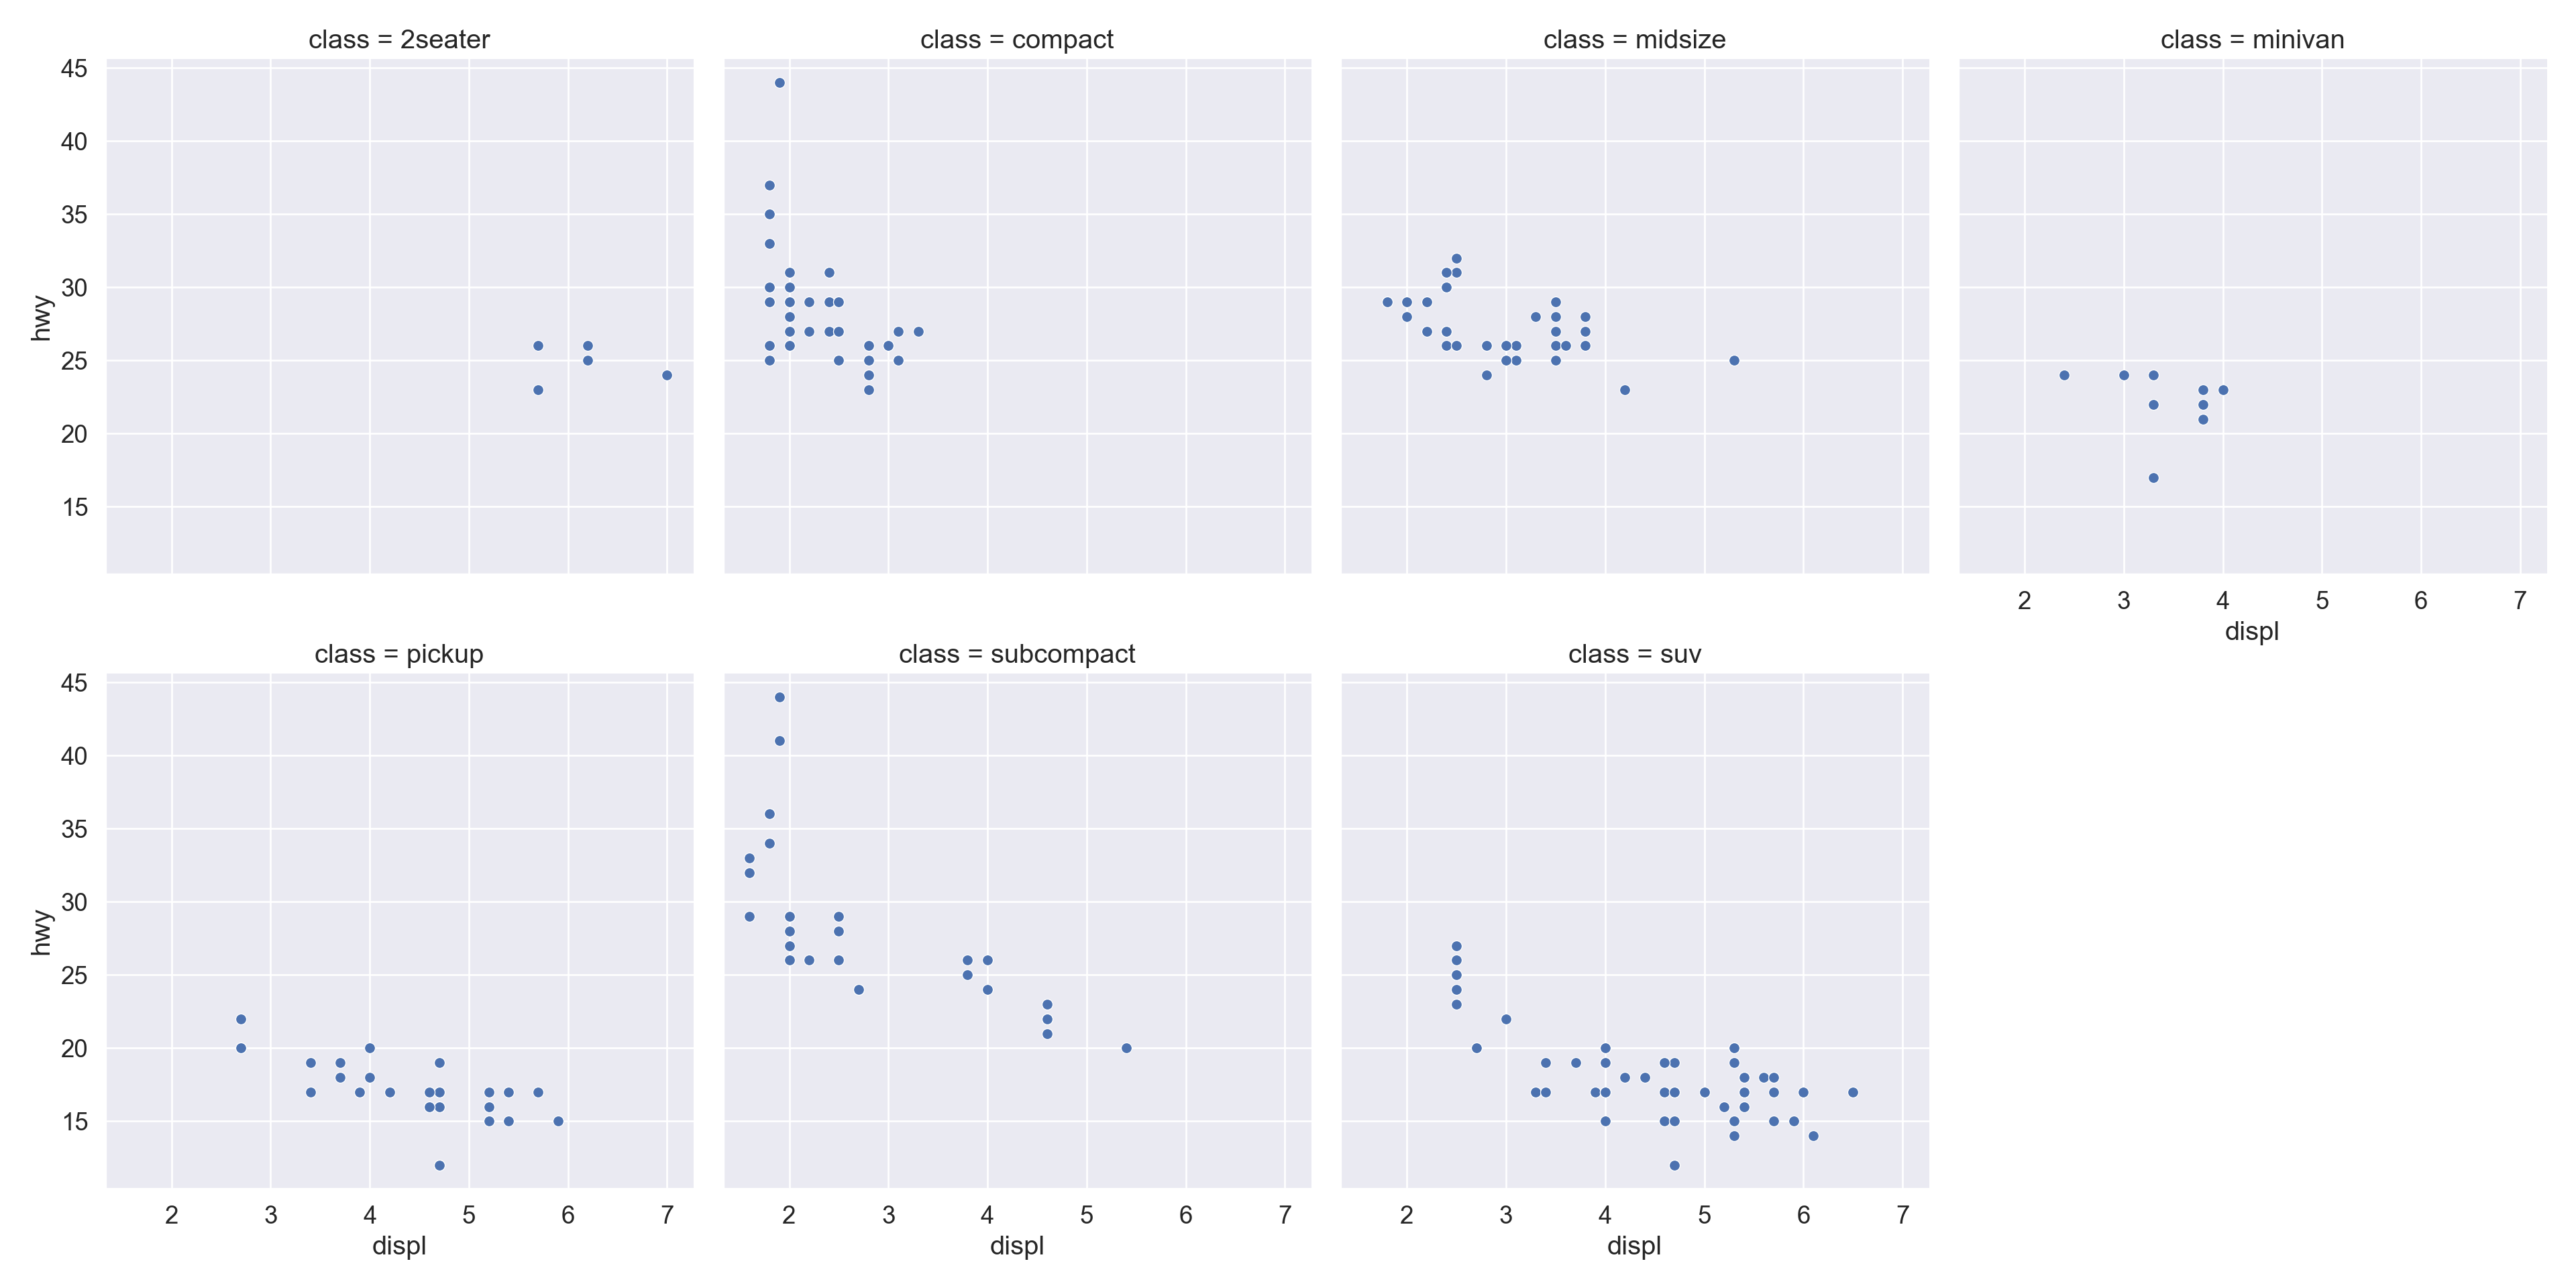 class = 2seater
class = compact
class = midsize
class = minivan
45
40
35
30
25
20
15
hwy
2 3 4 5 6 7
displ
class = pickup
class = subcompact
class = suv
45
40
35
30
25
20
15
hwy
2 3 4 5 6 7
displ
2 3 4 5 6 7
displ
2 3 4 5 6 7
displ